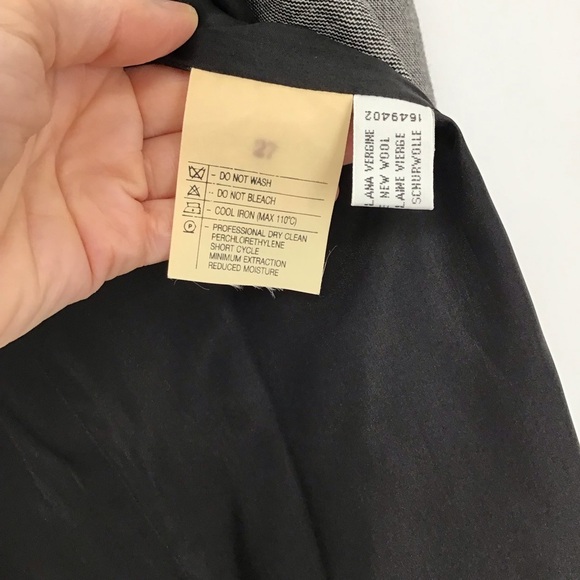 27
- DO NOT WASH
- DO NOT BLEACH
- COOL IRON (MAX 110°C)
P - PROFESSIONAL DRY CLEAN
PERCHLORETHYLENE
SHORT CYCLE
MINIMUM EXTRACTION
REDUCED MOISTURE
1649402
LANA VERGINE
E NEW WOOL
LAINE VIERGE
SCHURWOLLE